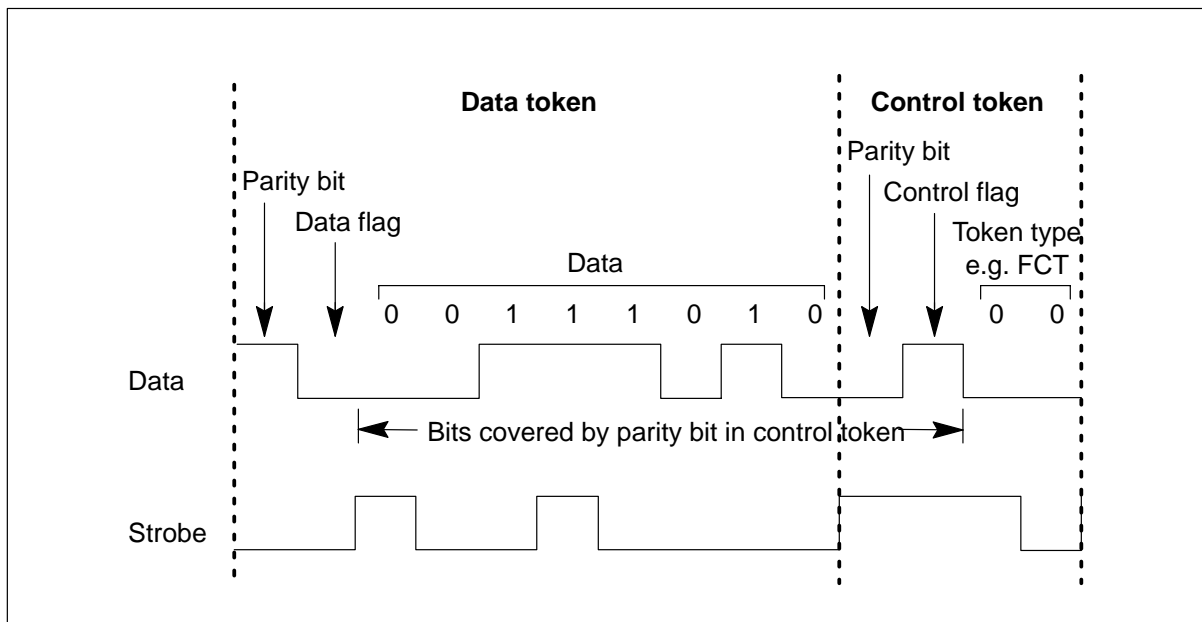 Data token
Control token
Parity bit
Data flag
Data
0 0 1 1 1 0 1 0
Parity bit
Control flag
Token type
e.g. FCT
0 0
Data
Bits covered by parity bit in control token
Strobe